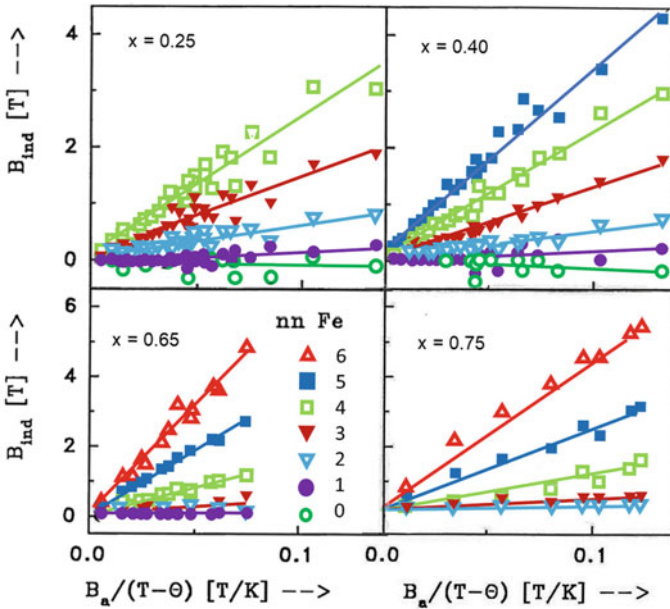 4
2
0
B_ind [T] -->
x = 0.25
x = 0.40
6
4
2
0
B_ind [T] -->
x = 0.65
nn Fe
6
5
4
3
2
1
0
x = 0.75
0.0 0.1 0.0 0.1
B_a/(T-Θ) [T/K] --> B_a/(T-Θ) [T/K] -->